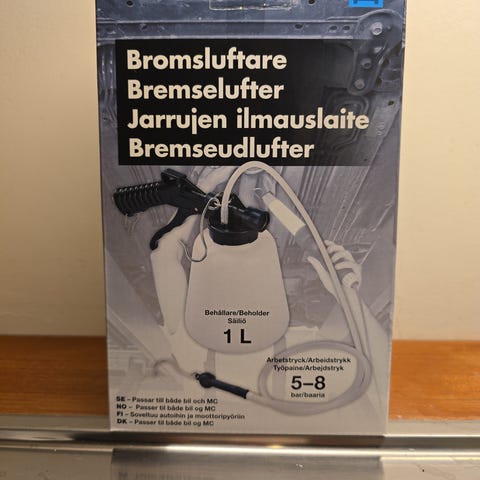 Bromsluftare
Bremselufter
Jarrujen ilmauslaite
Bremseudlufter
Behållare/Beholder
Säiliö
1 L
Arbetstryck/Arbeidstrykk
Työpaine/Arbejdstryk
5–8
bar/baaria
SE – Passar till både bil och MC
NO – Passer til både bil og MC
FI – Soveltuu autoihin ja moottoripyöriin
DK – Passer til både bil og MC